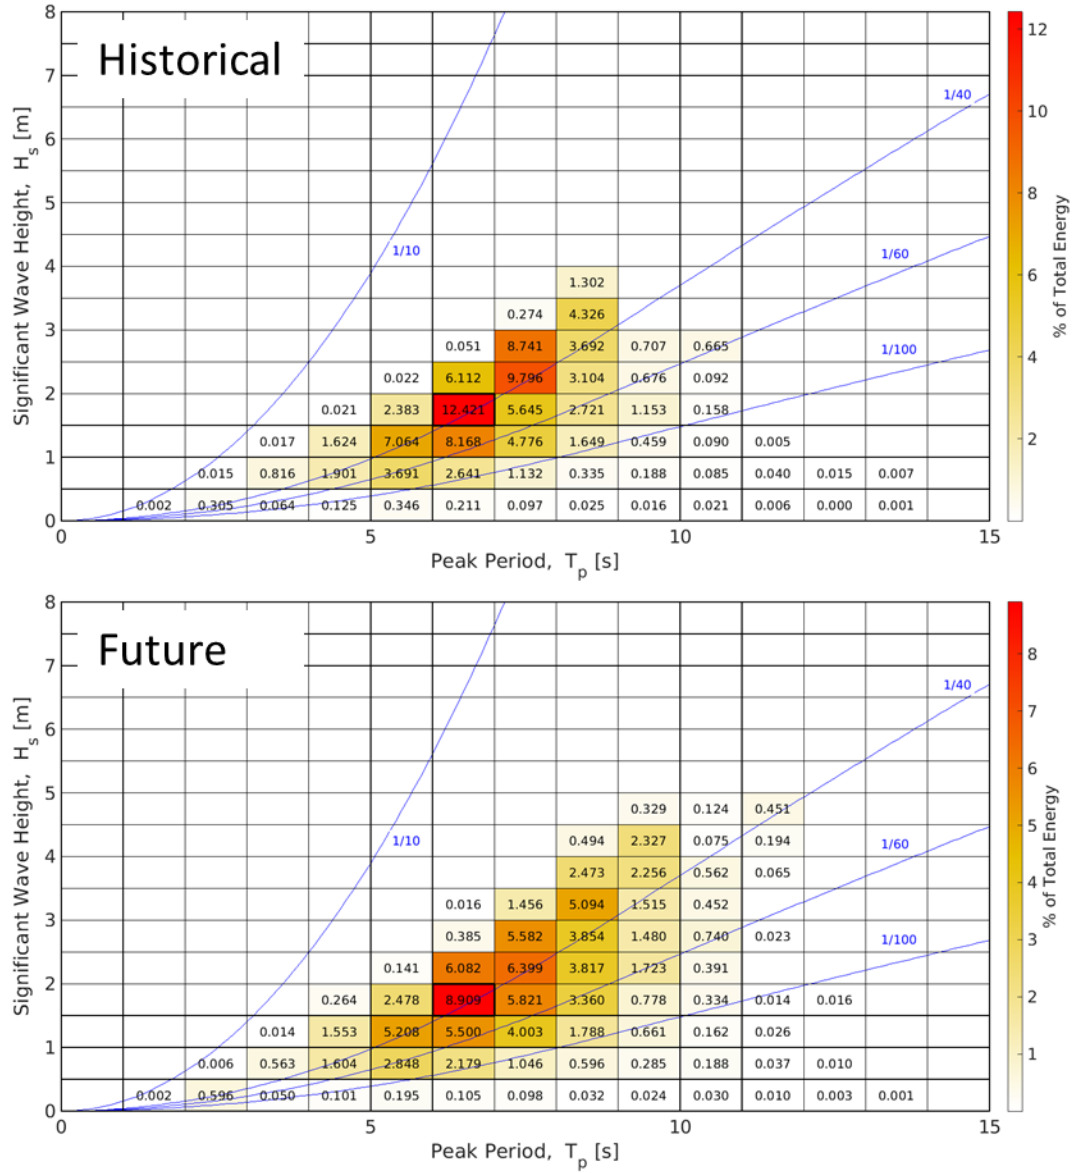 Historical
8
7
6
5
4
3
2
1
0
0 5 10 15
Significant Wave Height, H_s [m]
Peak Period, T_p [s]
1/10
1/40
1/60
1/100
1.302
0.274 4.326
0.051 8.741 3.692 0.707 0.665
0.022 6.112 9.796 3.104 0.676 0.092
0.021 2.383 12.421 5.645 2.721 1.153 0.158
0.017 1.624 7.064 8.168 4.776 1.649 0.459 0.090 0.005
0.015 0.816 1.901 3.691 2.641 1.132 0.335 0.188 0.085 0.040 0.015 0.007
0.002 0.305 0.064 0.125 0.346 0.211 0.097 0.025 0.016 0.021 0.006 0.000 0.001
12
10
8
6
4
2
% of Total Energy
Future
8
7
6
5
4
3
2
1
0
0 5 10 15
Significant Wave Height, H_s [m]
Peak Period, T_p [s]
1/10
1/40
1/60
1/100
0.329 0.124 0.451
0.494 2.327 0.075 0.194
2.473 2.256 0.562 0.065
0.016 1.456 5.094 1.515 0.452
0.385 5.582 3.854 1.480 0.740 0.023
0.141 6.082 6.399 3.817 1.723 0.391
0.264 2.478 8.909 5.821 3.360 0.778 0.334 0.014 0.016
0.014 1.553 5.208 5.500 4.003 1.788 0.661 0.162 0.026
0.006 0.563 1.604 2.848 2.179 1.046 0.596 0.285 0.188 0.037 0.010
0.002 0.596 0.050 0.101 0.195 0.105 0.098 0.032 0.024 0.030 0.010 0.003 0.001
8
7
6
5
4
3
2
1
% of Total Energy